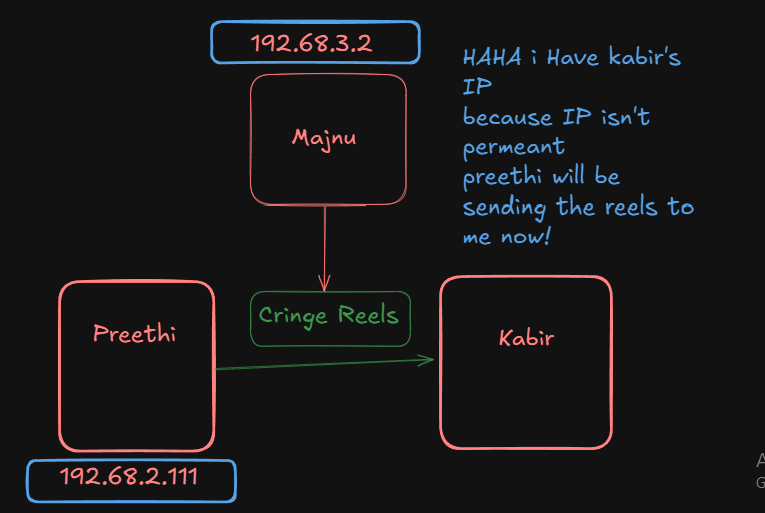 192.68.3.2
HAHA i Have kabir's
IP
because IP isn't
permeant
preethi will be
sending the reels to
me now!
Majnu
Cringe Reels
Preethi
Kabir
192.68.2.111
A
G